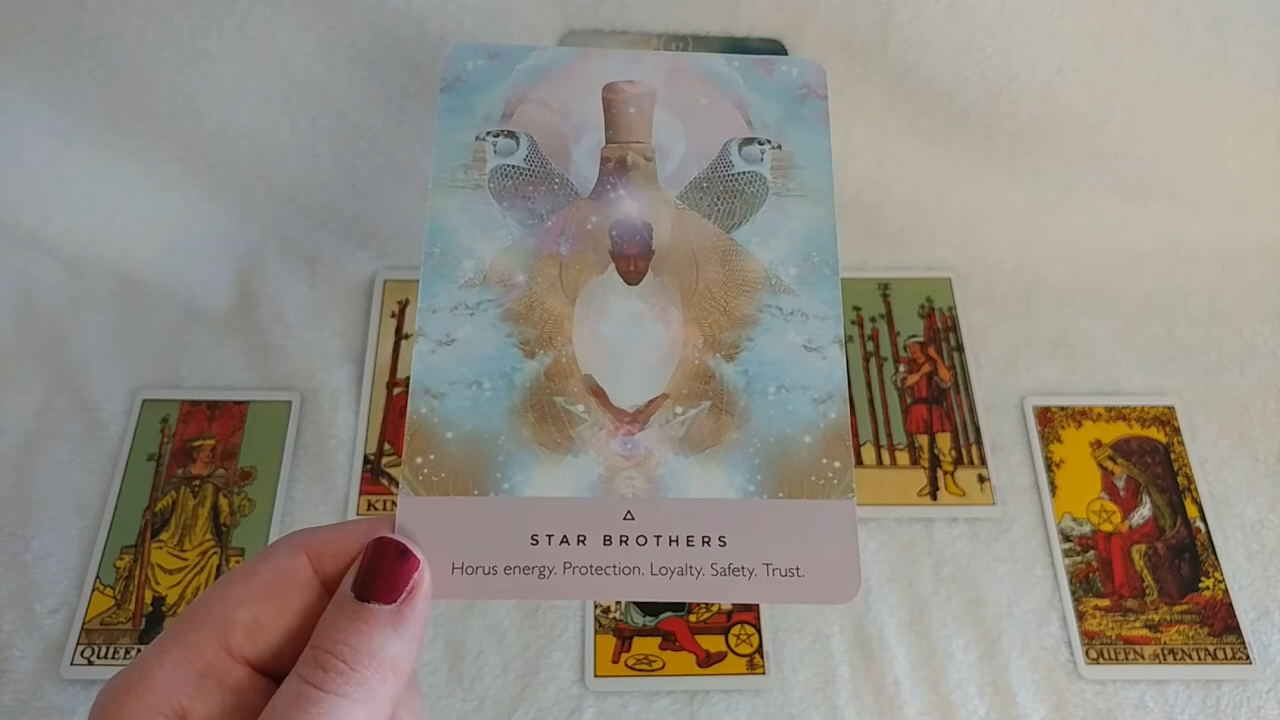 STAR BROTHERS
Horus energy. Protection. Loyalty. Safety. Trust.
KIN
QUEEN
QUEEN of PENTACLES